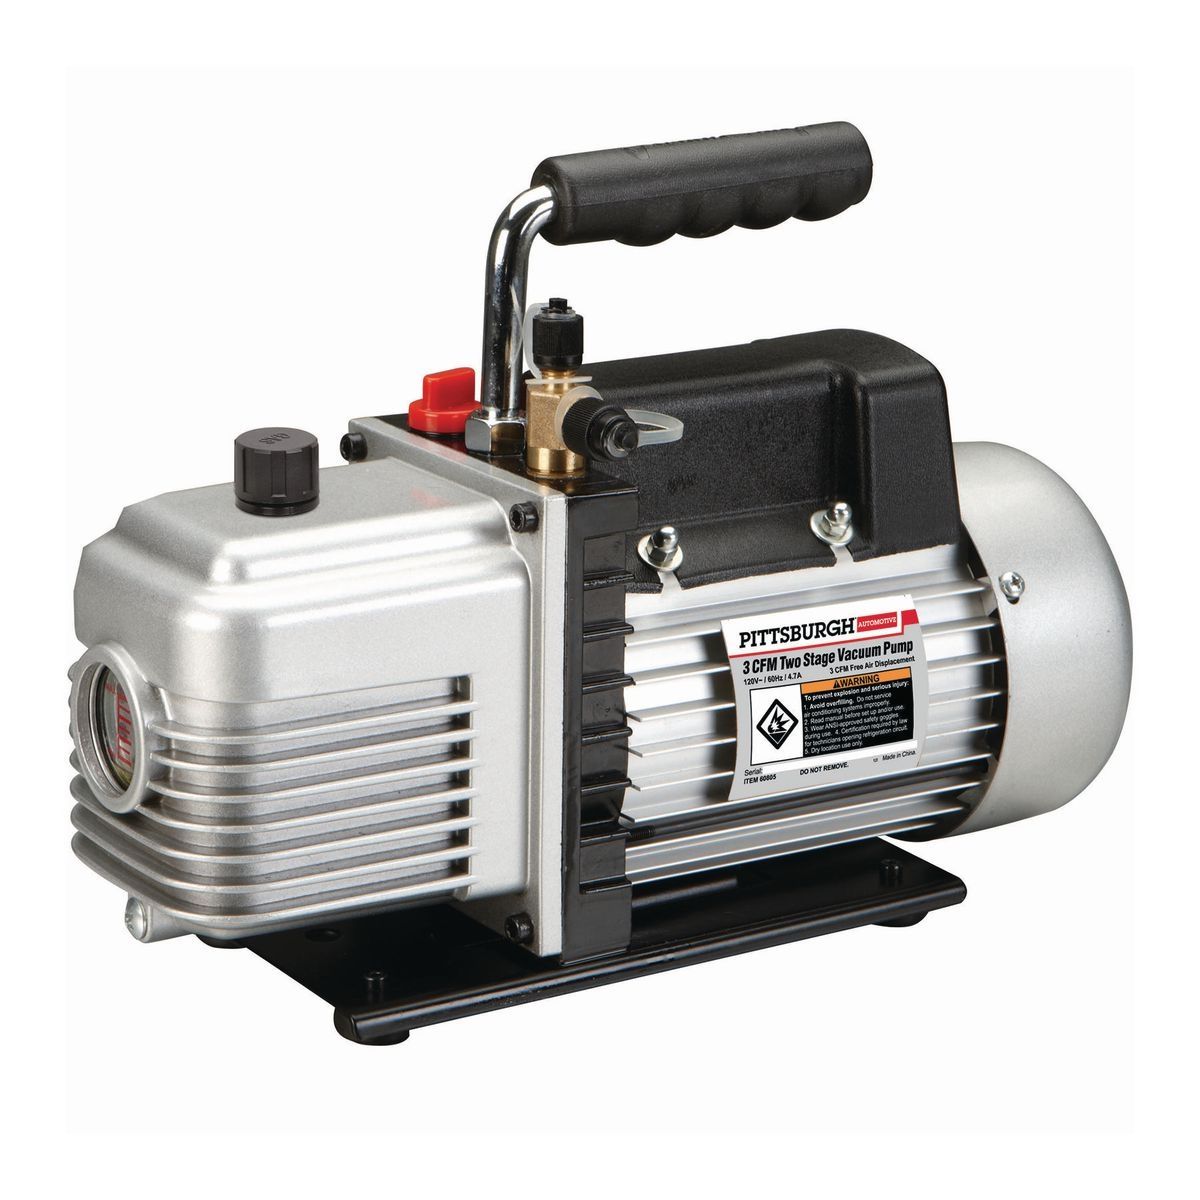 GAS
PITTSBURGH AUTOMOTIVE
3 CFM Two Stage Vacuum Pump
120V~ / 60Hz / 4.7A 3 CFM Free Air Displacement
WARNING
To prevent explosion and serious injury:
1. Avoid overfilling. Do not service
air conditioning systems improperly.
2. Read manual before set up and/or use.
3. Wear ANSI-approved safety goggles
during use. 4. Certification required by law
for technicians opening refrigeration circuit.
5. Dry location use only.
Serial:
ITEM 60805 DO NOT REMOVE. Made in China